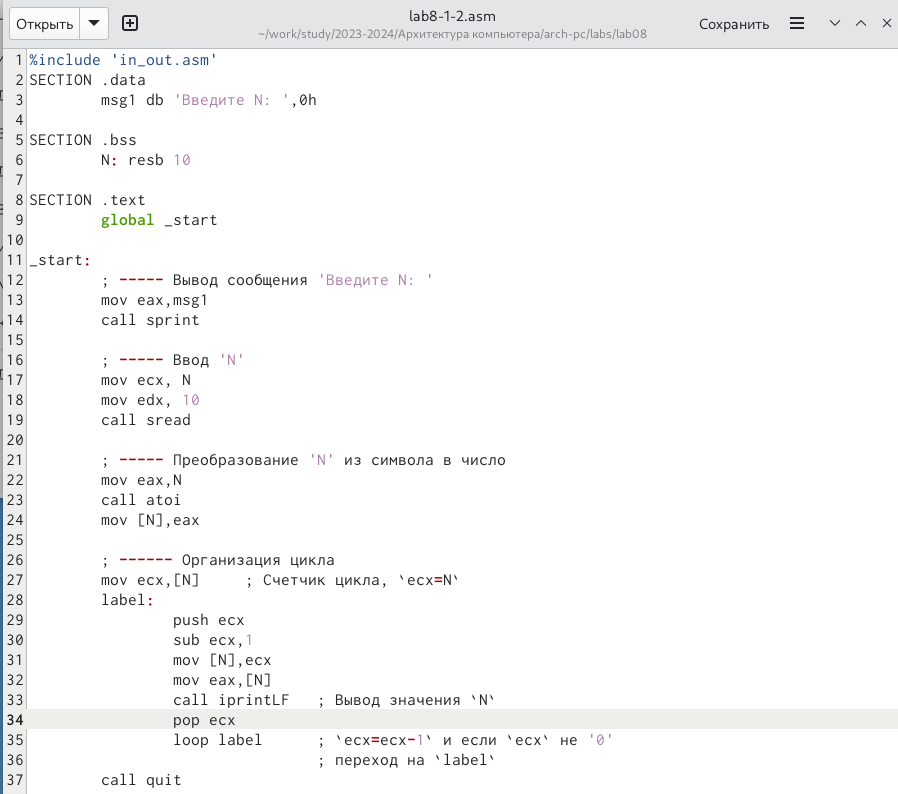 Открыть
lab8-1-2.asm
~/work/study/2023-2024/Архитектура компьютера/arch-pc/labs/lab08
Сохранить
1 %include 'in_out.asm'
2 SECTION .data
3         msg1 db 'Введите N: ',0h
4
5 SECTION .bss
6         N: resb 10
7
8 SECTION .text
9         global _start
10
11 _start:
12         ; ----- Вывод сообщения 'Введите N: '
13         mov eax,msg1
14         call sprint
15
16         ; ----- Ввод 'N'
17         mov ecx, N
18         mov edx, 10
19         call sread
20
21         ; ----- Преобразование 'N' из символа в число
22         mov eax,N
23         call atoi
24         mov [N],eax
25
26         ; ------ Организация цикла
27         mov ecx,[N]     ; Счетчик цикла, `ecx=N`
28         label:
29                 push ecx
30                 sub ecx,1
31                 mov [N],ecx
32                 mov eax,[N]
33                 call iprintLF   ; Вывод значения `N`
34                 pop ecx
35                 loop label      ; `ecx=ecx-1` и если `ecx` не '0'
36                                 ; переход на `label`
37         call quit